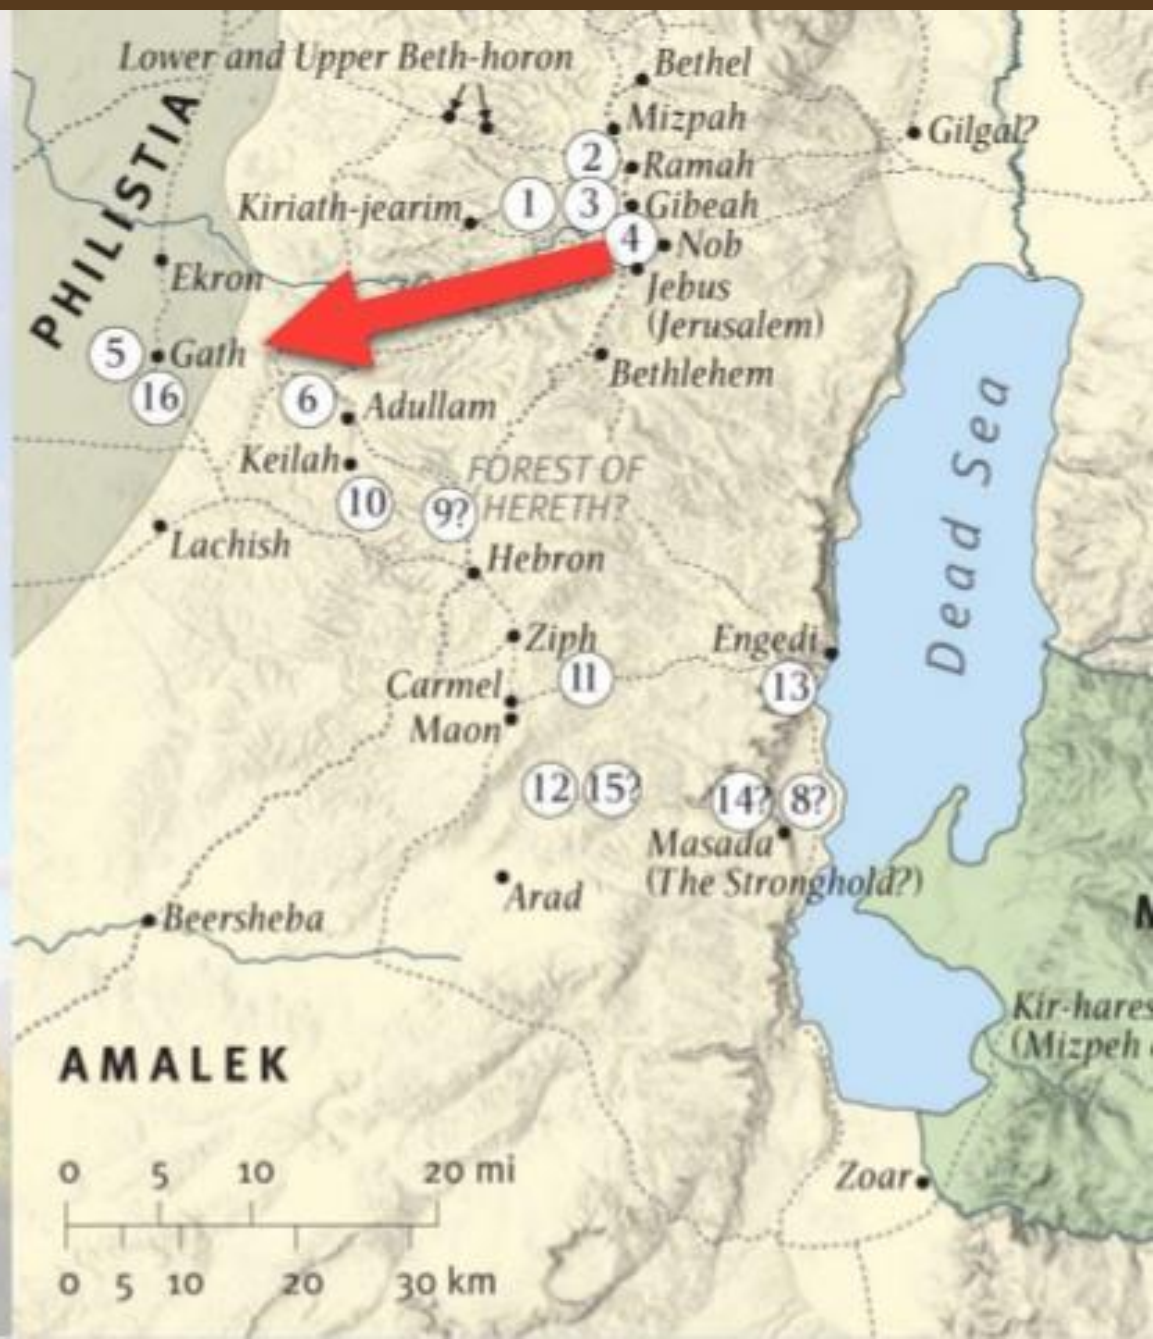 Lower and Upper Beth-horon
Bethel
Mizpah
Gilgal?
PHILISTIA
2
Ramah
Kiriath-jearim
1
3
Gibeah
4
Nob
Ekron
Jebus
(Jerusalem)
5
Gath
Bethlehem
16
6
Adullam
Dead Sea
Keilah
FOREST OF
HERETH?
10
9?
Lachish
Hebron
Ziph
Engedi
11
13
Carmel
Maon
12
15?
14?
8?
Masada
(The Stronghold?)
Arad
Beersheba
M
Kir-hares
(Mizpeh
AMALEK
0 5 10 20 mi
Zoar
0 5 10 20 30 km